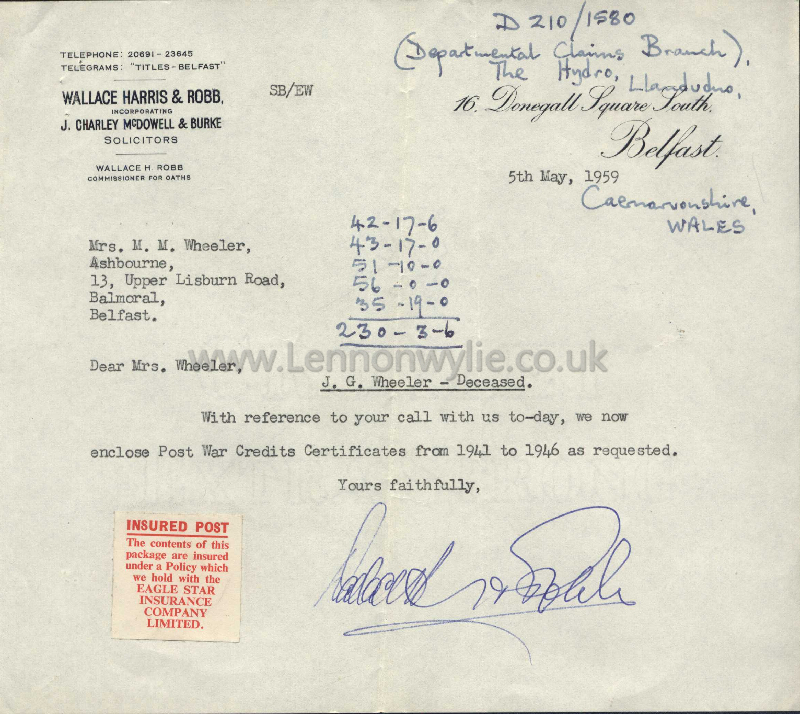 D 210/1580
(Departmental Claims Branch),
The Hydro,
Llandudno,
Caernarvonshire,
WALES
TELEPHONE: 20691 - 23645
TELEGRAMS: "TITLES-BELFAST"
WALLACE HARRIS & ROBB,
INCORPORATING
J. CHARLEY McDOWELL & BURKE
SOLICITORS
WALLACE H. ROBB
COMMISSIONER FOR OATHS
SB/EW
16, Donegall Square South,
Belfast.
5th May, 1959
42-17-6
43-17-0
51-10-0
56-0-0
35-19-0
230-3-6
Mrs. M. M. Wheeler,
Ashbourne,
13, Upper Lisburn Road,
Balmoral,
Belfast.
www.Lennonwylie.co.uk
Dear Mrs. Wheeler,
J. G. Wheeler - Deceased.
With reference to your call with us to-day, we now
enclose Post War Credits Certificates from 1941 to 1946 as requested.
Yours faithfully,
INSURED POST
The contents of this
package are insured
under a Policy which
we hold with the
EAGLE STAR
INSURANCE
COMPANY
LIMITED.